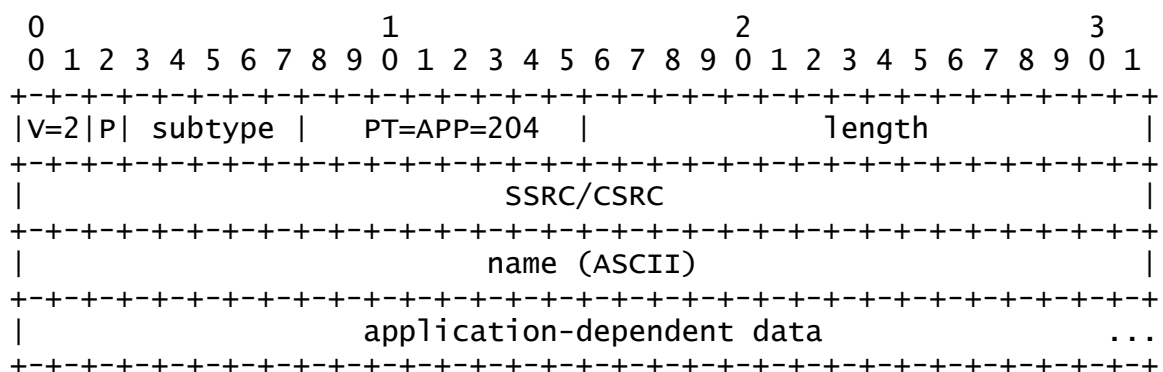 0                   1                   2                   3
 0 1 2 3 4 5 6 7 8 9 0 1 2 3 4 5 6 7 8 9 0 1 2 3 4 5 6 7 8 9 0 1
+-+-+-+-+-+-+-+-+-+-+-+-+-+-+-+-+-+-+-+-+-+-+-+-+-+-+-+-+-+-+-+-+
|V=2|P| subtype |   PT=APP=204  |             length            |
+-+-+-+-+-+-+-+-+-+-+-+-+-+-+-+-+-+-+-+-+-+-+-+-+-+-+-+-+-+-+-+-+
|                           SSRC/CSRC                           |
+-+-+-+-+-+-+-+-+-+-+-+-+-+-+-+-+-+-+-+-+-+-+-+-+-+-+-+-+-+-+-+-+
|                          name (ASCII)                         |
+-+-+-+-+-+-+-+-+-+-+-+-+-+-+-+-+-+-+-+-+-+-+-+-+-+-+-+-+-+-+-+-+
|                   application-dependent data                ...
+-+-+-+-+-+-+-+-+-+-+-+-+-+-+-+-+-+-+-+-+-+-+-+-+-+-+-+-+-+-+-+-+